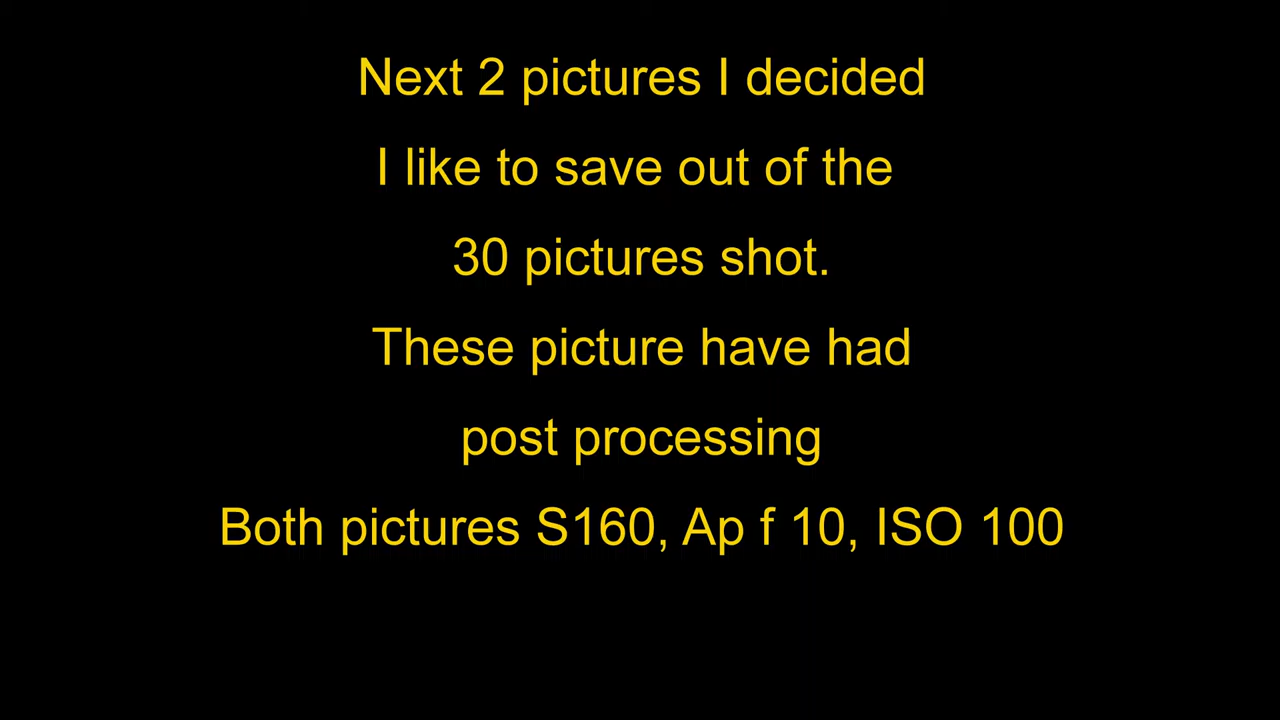 Next 2 pictures I decided
I like to save out of the
30 pictures shot.
These picture have had
post processing
Both pictures S160, Ap f 10, ISO 100